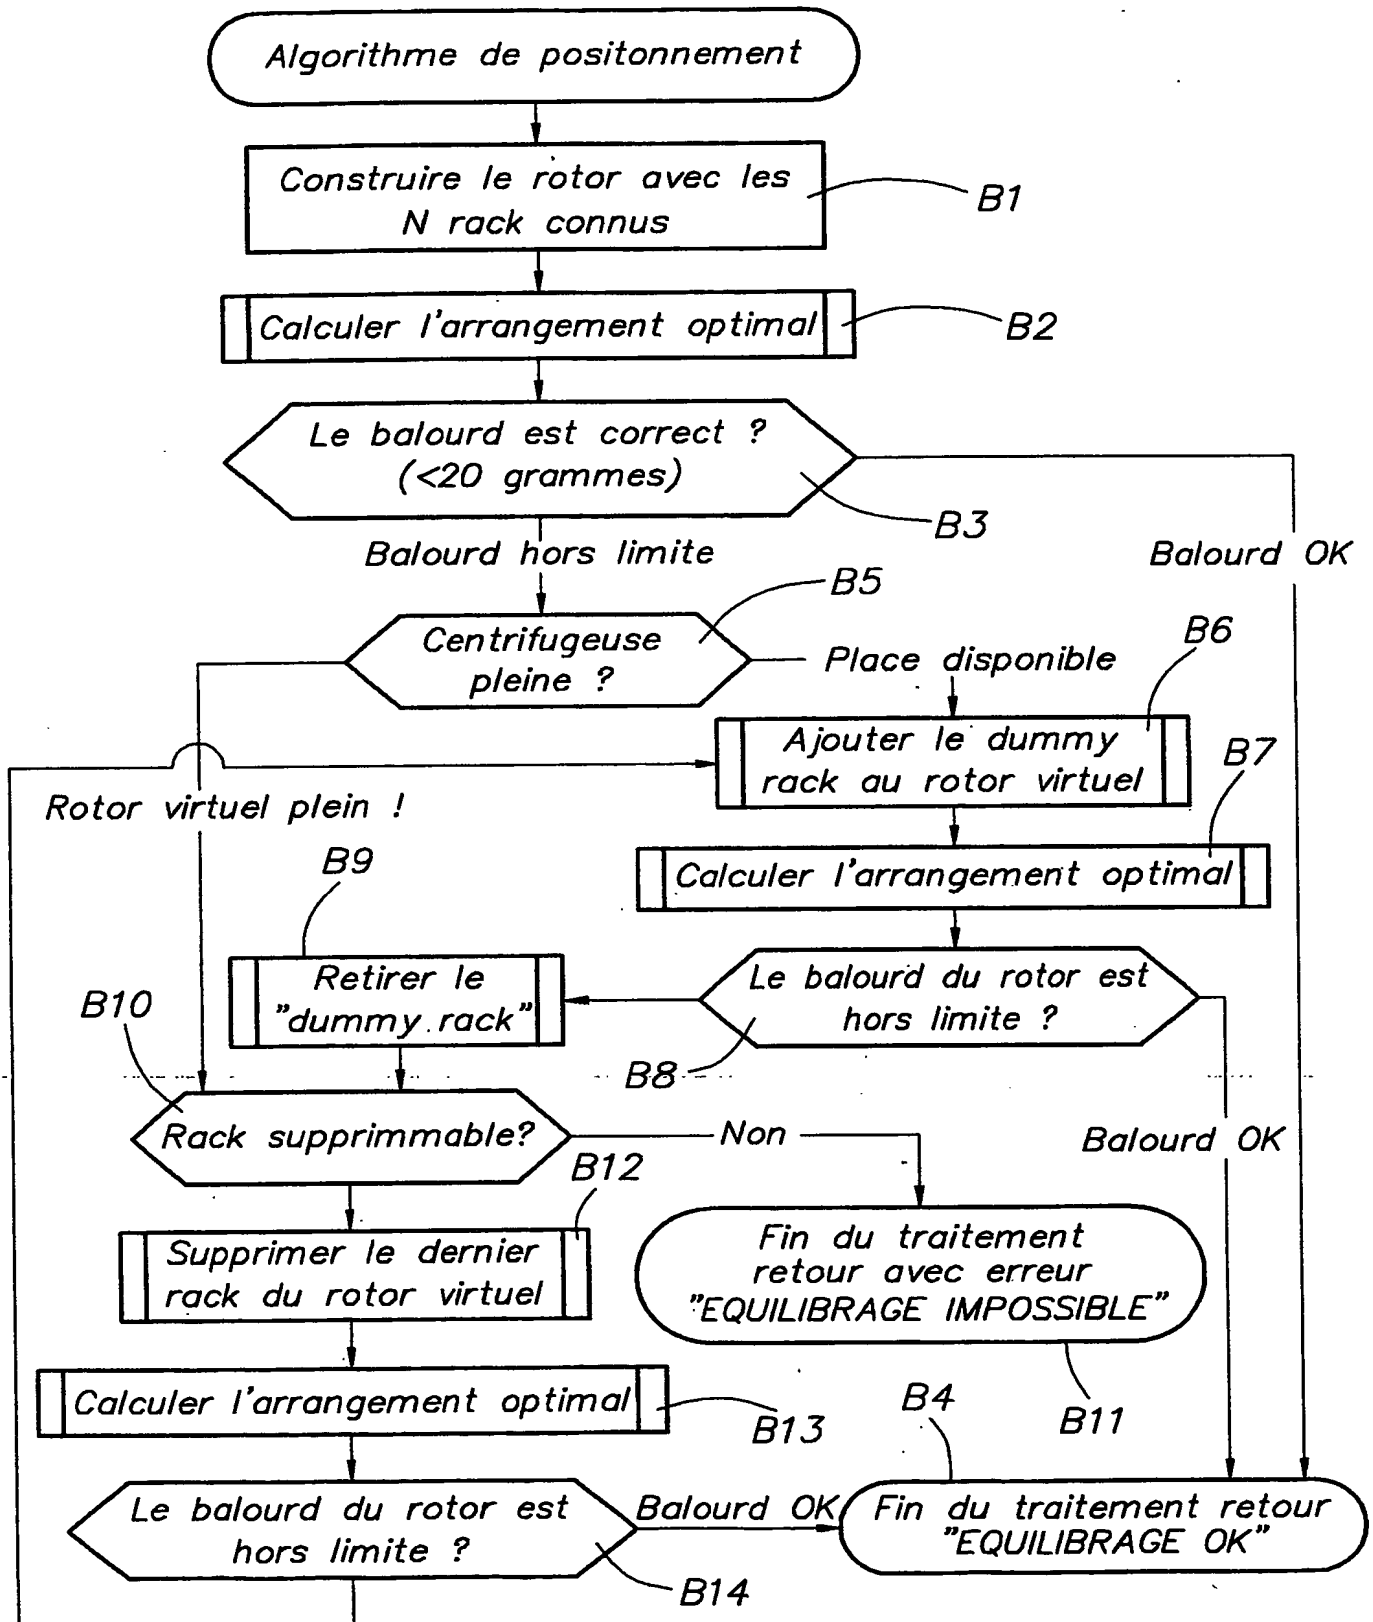 Algorithme de positonnement
Construire le rotor avec les
N rack connus
B1
Calculer l'arrangement optimal
B2
Le balourd est correct ?
(<20 grammes)
B3
Balourd hors limite
Balourd OK
B5
Centrifugeuse
pleine ?
Place disponible
B6
Ajouter le dummy
rack au rotor virtuel
B7
Rotor virtuel plein !
Calculer l'arrangement optimal
B9
Retirer le
"dummy rack"
Le balourd du rotor est
hors limite ?
B8
B10
Rack supprimmable?
Non
Balourd OK
B12
Supprimer le dernier
rack du rotor virtuel
Fin du traitement
retour avec erreur
"EQUILIBRAGE IMPOSSIBLE"
B11
Calculer l'arrangement optimal
B13
B4
Le balourd du rotor est
hors limite ?
B14
Balourd OK
Fin du traitement retour
"EQUILIBRAGE OK"